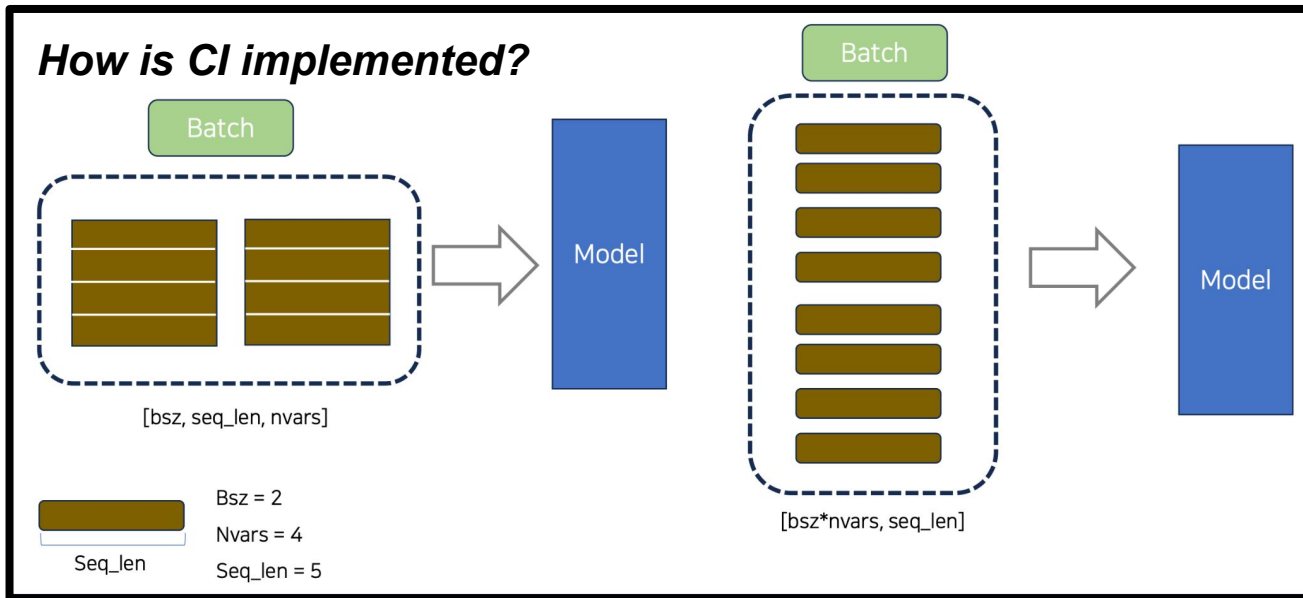 How is CI implemented?
Batch
Model
[bsz, seq_len, nvars]
Seq_len
Bsz = 2
Nvars = 4
Seq_len = 5
Batch
Model
[bsz*nvars, seq_len]